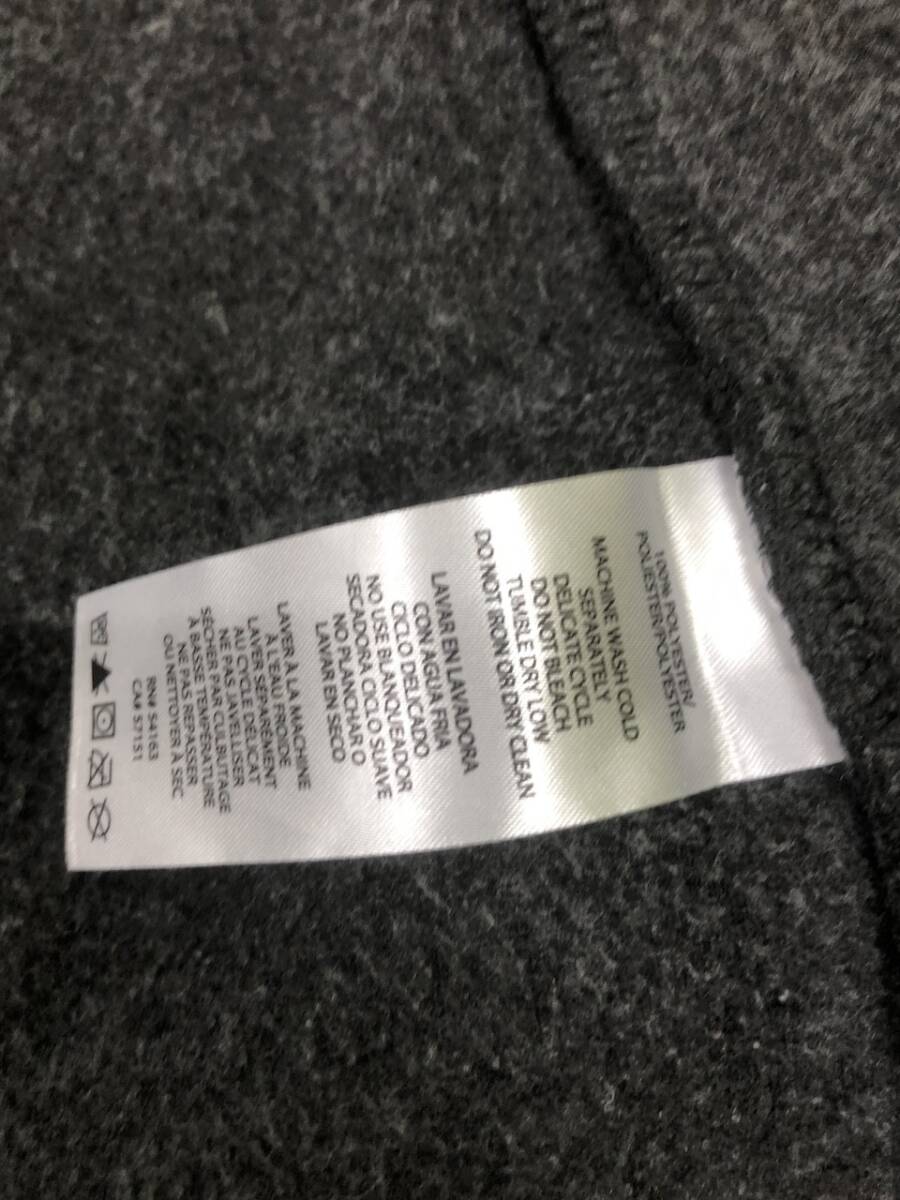 100% POLYESTER/
POLIESTER/POLYESTER
MACHINE WASH COLD
SEPARATELY
DELICATE CYCLE
DO NOT BLEACH
TUMBLE DRY LOW
DO NOT IRON OR DRY CLEAN
LAVAR EN LAVADORA
CON AGUA FRIA
CICLO DELICADO
NO USE BLANQUEADOR
SECADORA CICLO SUAVE
NO PLANCHAR O
LAVAR EN SECO
LAVER À LA MACHINE
À L'EAU FROIDE
LAVER SÉPARÉMENT
AU CYCLE DÉLICAT
NE PAS JAVELLISER
SÉCHER PAR CULBUTAGE
À BASSE TEMPÉRATURE
NE PAS REPASSER
OU NETTOYER À SEC
RN# 54163
CA# 57151